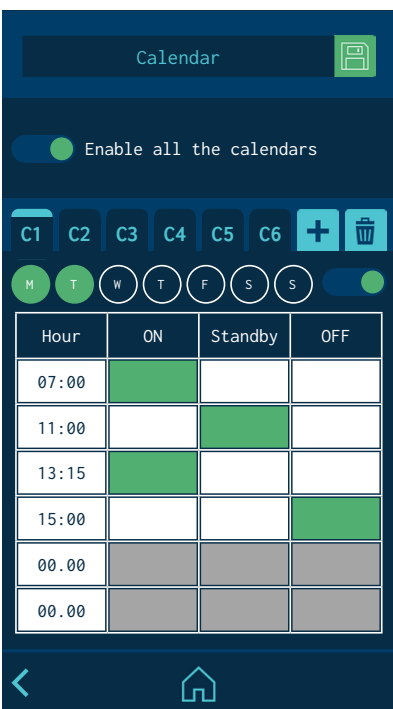 Calendar
Enable all the calendars
C1 C2 C3 C4 C5 C6 +
M T W T F S S
Hour ON Standby OFF
07:00
11:00
13:15
15:00
00.00
00.00